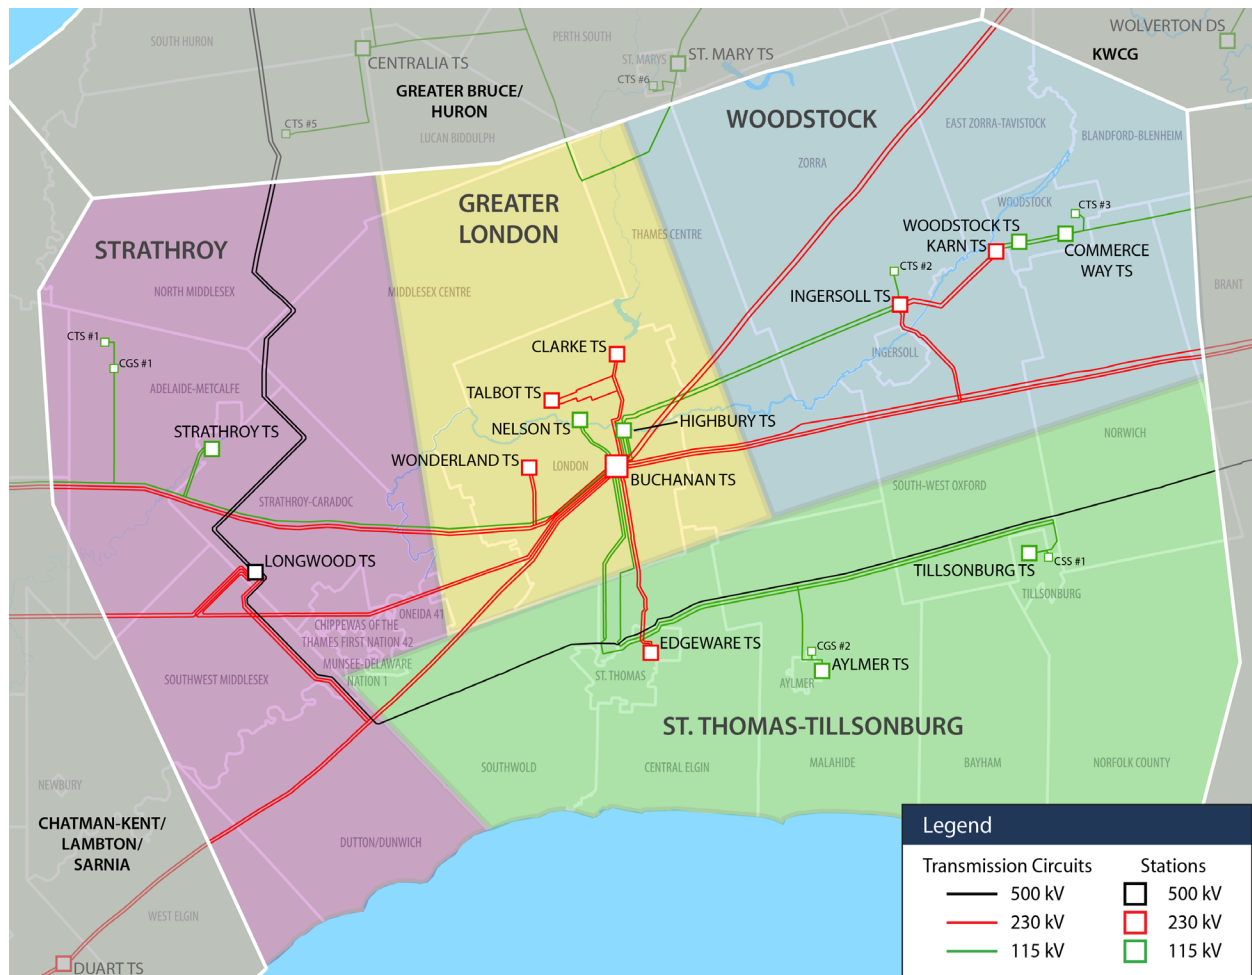 WOLVERTON DS
SOUTH HURON
PERTH SOUTH
KWCG
CENTRALIA TS
ST. MARYS
ST. MARY TS
CTS #6
GREATER BRUCE/
HURON
CTS #5
LUCAN BIDDULPH
WOODSTOCK
EAST ZORRA-TAVISTOCK
BLANDFORD-BLENHEIM
ZORRA
GREATER
LONDON
WOODSTOCK
CTS #3
STRATHROY
THAMES CENTRE
WOODSTOCK TS
KARN TS
COMMERCE
WAY TS
CTS #2
NORTH MIDDLESEX
MIDDLESEX CENTRE
INGERSOLL TS
BRANT
CTS #1
CGS #1
CLARKE TS
INGERSOLL
ADELAIDE-METCALFE
TALBOT TS
NELSON TS
HIGHBURY TS
STRATHROY TS
NORWICH
WONDERLAND TS
LONDON
BUCHANAN TS
SOUTH-WEST OXFORD
STRATHROY-CARADOC
LONGWOOD TS
TILLSONBURG TS
CSS #1
TILLSONBURG
ONEIDA 41
CHIPPEWAS OF THE
THAMES FIRST NATION 42
MUNSEE-DELAWARE
NATION 1
EDGEWARE TS
CGS #2
AYLMER TS
SOUTHWEST MIDDLESEX
ST. THOMAS
AYLMER
ST. THOMAS-TILLSONBURG
SOUTHWOLD
CENTRAL ELGIN
MALAHIDE
BAYHAM
NORFOLK COUNTY
NEWBURY
CHATMAN-KENT/
LAMBTON/
SARNIA
DUTTON/DUNWICH
WEST ELGIN
DUART TS
Legend
Transmission Circuits
Stations
500 kV
500 kV
230 kV
230 kV
115 kV
115 kV